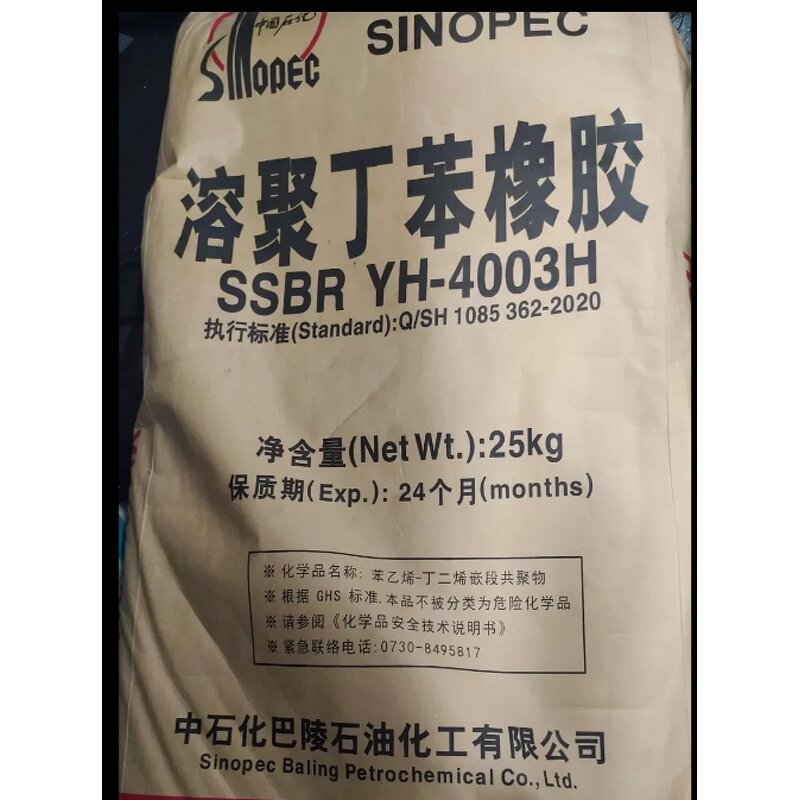 中国石化
SINOPEC
SINOPEC
溶聚丁苯橡胶
SSBR YH-4003H
执行标准(Standard):Q/SH 1085 362-2020
净含量(Net Wt.):25kg
保质期(Exp.): 24个月(months)
※ 化学品名称: 苯乙烯-丁二烯嵌段共聚物
※ 根据 GHS 标准,本品不被分类为危险化学品
※ 请参阅《化学品安全技术说明书》
※ 紧急联络电话:0730-8495817
中石化巴陵石油化工有限公司
Sinopec Baling Petrochemical Co., Ltd.